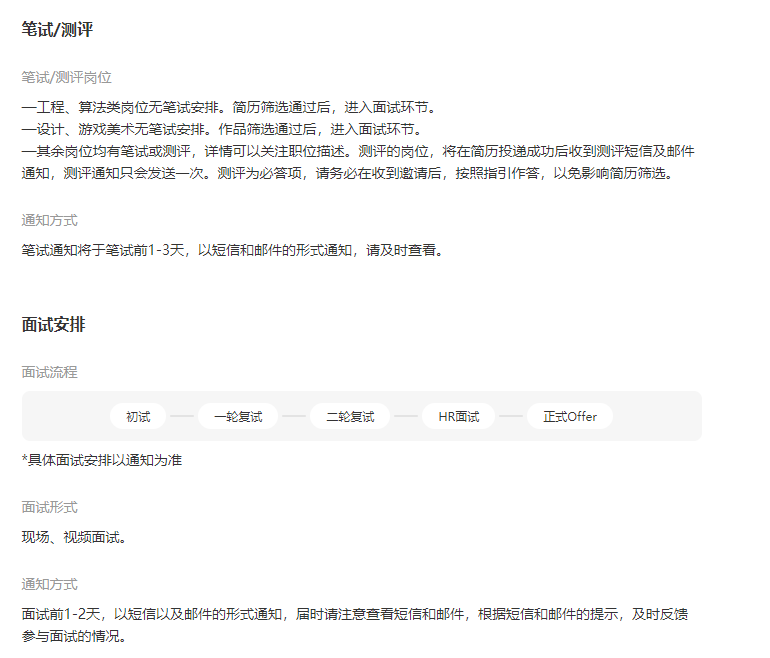 笔试/测评
笔试/测评岗位
—工程、算法类岗位无笔试安排。简历筛选通过后，进入面试环节。
—设计、游戏美术无笔试安排。作品筛选通过后，进入面试环节。
—其余岗位均有笔试或测评，详情可以关注职位描述。测评的岗位，将在简历投递成功后收到测评短信及邮件
通知，测评通知只会发送一次。测评为必答项，请务必在收到邀请后，按照指引作答，以免影响简历筛选。
通知方式
笔试通知将于笔试前1-3天，以短信和邮件的形式通知，请及时查看。
面试安排
面试流程
初试 一轮复试 二轮复试 HR面试 正式Offer
*具体面试安排以通知为准
面试形式
现场、视频面试。
通知方式
面试前1-2天，以短信以及邮件的形式通知，届时请注意查看短信和邮件，根据短信和邮件的提示，及时反馈
参与面试的情况。